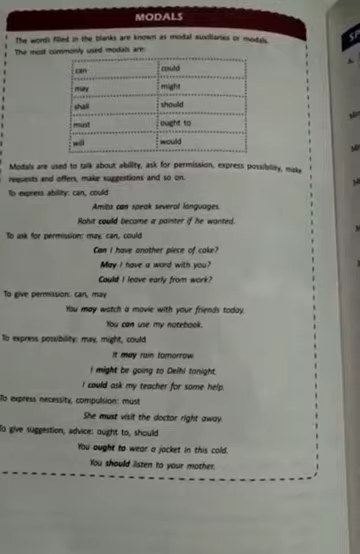 MODALS
The words filled in the blanks are known as modal auxiliaries or modals.
The most commonly used modals are:
can could
may might
shall should
must ought to
will would
Modals are used to talk about ability, ask for permission, express possibility, make
requests and offers, make suggestions and so on.
To express ability: can, could
Amita can speak several languages.
Rohit could become a painter if he wanted.
To ask for permission: may, can, could
Can I have another piece of cake?
May I have a word with you?
Could I leave early from work?
To give permission: can, may
You may watch a movie with your friends today.
You can use my notebook.
To express possibility: may, might, could
It may rain tomorrow.
I might be going to Delhi tonight.
I could ask my teacher for some help.
To express necessity, compulsion: must
She must visit the doctor right away.
To give suggestion, advice: ought to, should
You ought to wear a jacket in this cold.
You should listen to your mother.
SP
A.